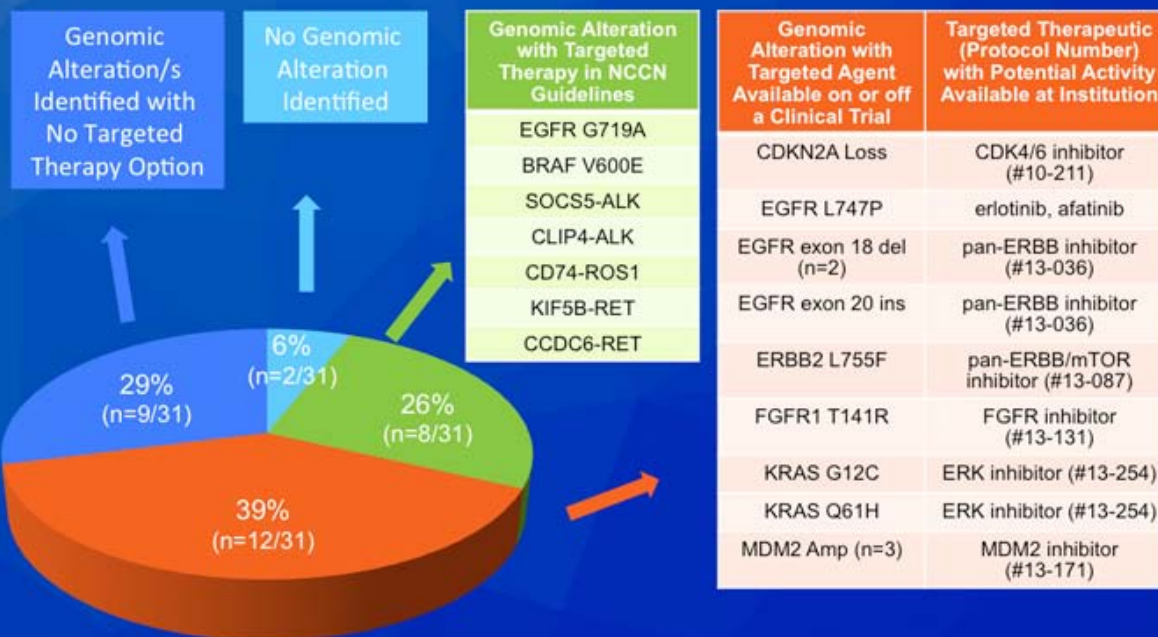 Genomic
Alteration/s
Identified with
No Targeted
Therapy Option
No Genomic
Alteration
Identified
Genomic Alteration
with Targeted
Therapy in NCCN
Guidelines
EGFR G719A
BRAF V600E
SOCS5-ALK
CLIP4-ALK
CD74-ROS1
KIF5B-RET
CCDC6-RET
Genomic
Alteration with
Targeted Agent
Available on or off
a Clinical Trial
Targeted Therapeutic
(Protocol Number)
with Potential Activity
Available at Institution
CDKN2A Loss
CDK4/6 inhibitor
(#10-211)
EGFR L747P
erlotinib, afatinib
EGFR exon 18 del
(n=2)
pan-ERBB inhibitor
(#13-036)
EGFR exon 20 ins
pan-ERBB inhibitor
(#13-036)
ERBB2 L755F
pan-ERBB/mTOR
inhibitor (#13-087)
FGFR1 T141R
FGFR inhibitor
(#13-131)
KRAS G12C
ERK inhibitor (#13-254)
KRAS Q61H
ERK inhibitor (#13-254)
MDM2 Amp (n=3)
MDM2 inhibitor
(#13-171)
6%
(n=2/31)
29%
(n=9/31)
26%
(n=8/31)
39%
(n=12/31)